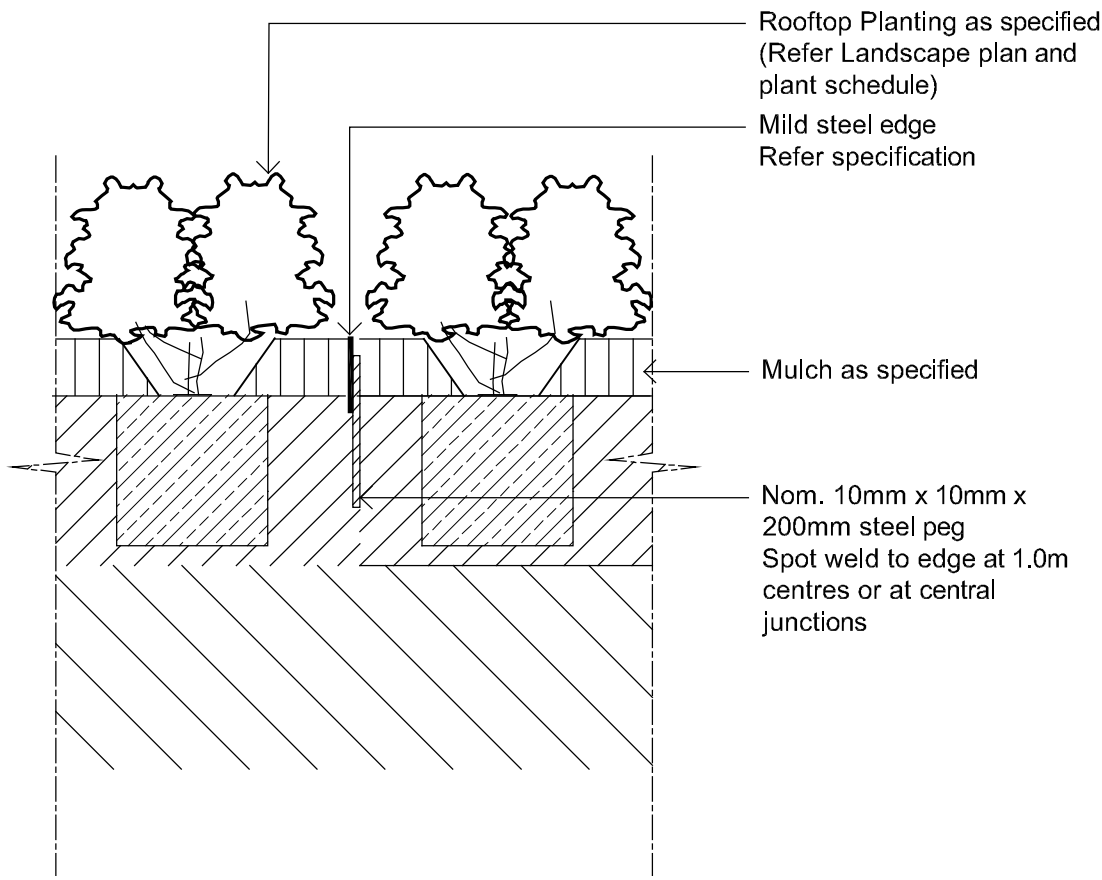 Rooftop Planting as specified
(Refer Landscape plan and
plant schedule)
Mild steel edge
Refer specification
Mulch as specified
Nom. 10mm x 10mm x
200mm steel peg
Spot weld to edge at 1.0m
centres or at central
junctions